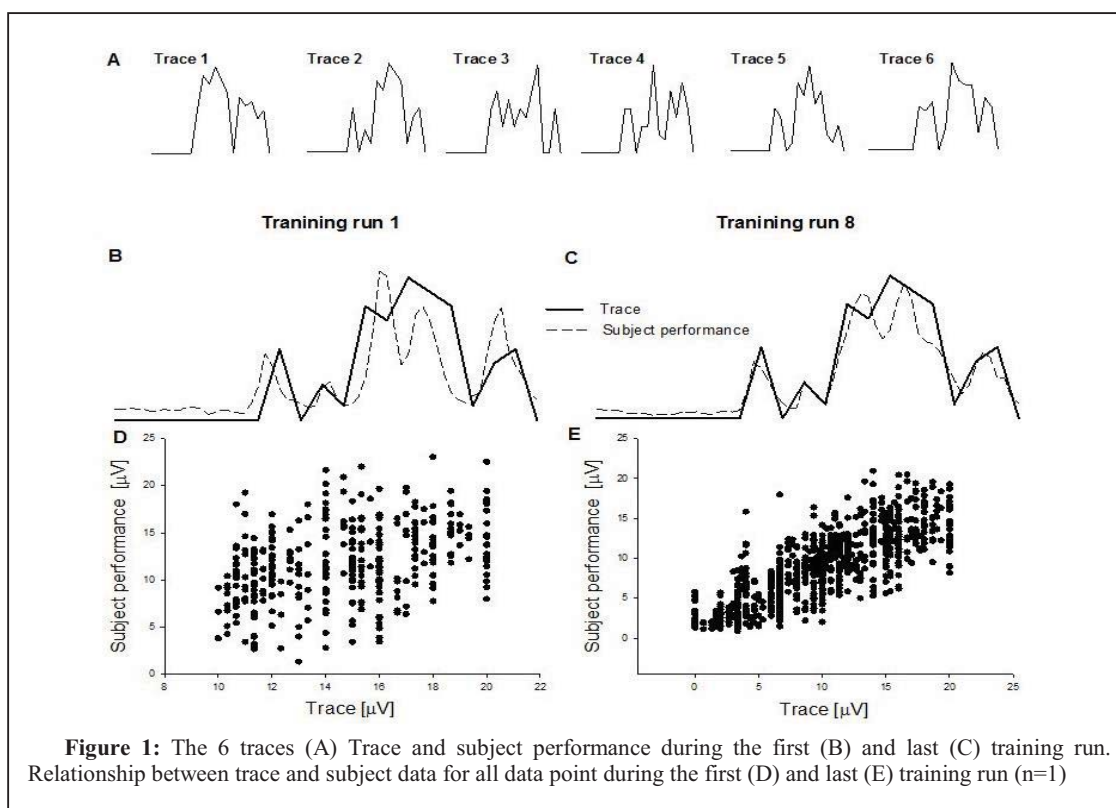 A
Trace 1
Trace 2
Trace 3
Trace 4
Trace 5
Trace 6
Tranining run 1
Tranining run 8
B
C
Trace
Subject performance
D
25
20
15
10
5
0
Subject performance [µV]
8
10
12
14
16
18
20
22
Trace [µV]
E
25
20
15
10
5
0
Subject performance [µV]
0
5
10
15
20
25
Trace [µV]
Figure 1: The 6 traces (A) Trace and subject performance during the first (B) and last (C) training run.
Relationship between trace and subject data for all data point during the first (D) and last (E) training run (n=1)